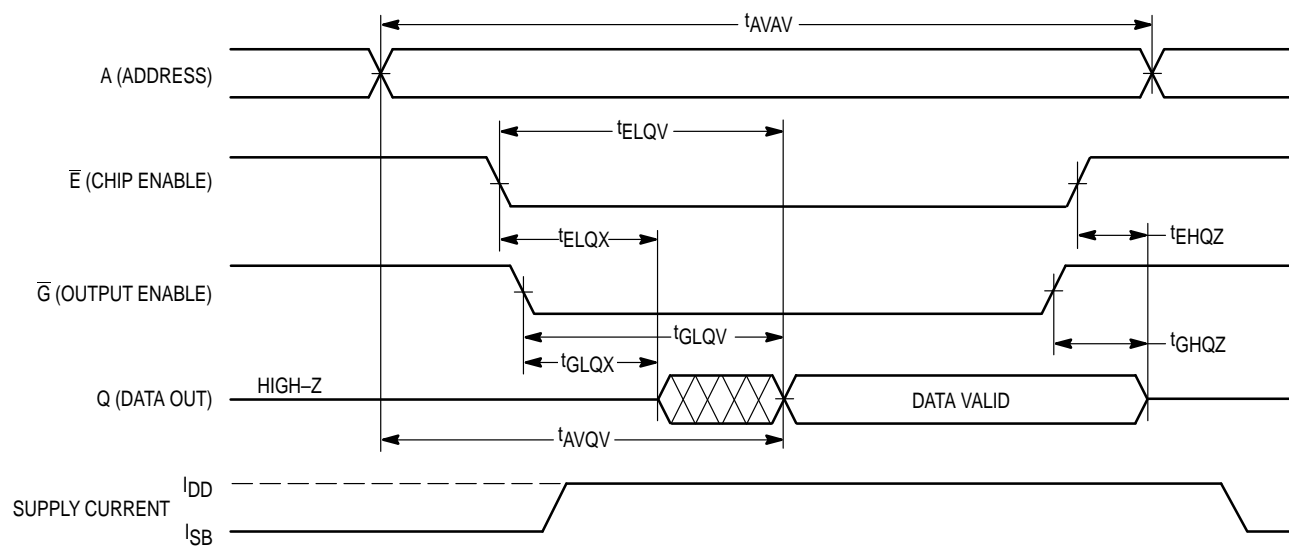 tAVAV
A (ADDRESS)
tELQV
E̅ (CHIP ENABLE)
tELQX
tEHQZ
G̅ (OUTPUT ENABLE)
tGLQV
tGHQZ
tGLQX
HIGH–Z
Q (DATA OUT)
DATA VALID
tAVQV
IDD
SUPPLY CURRENT
ISB